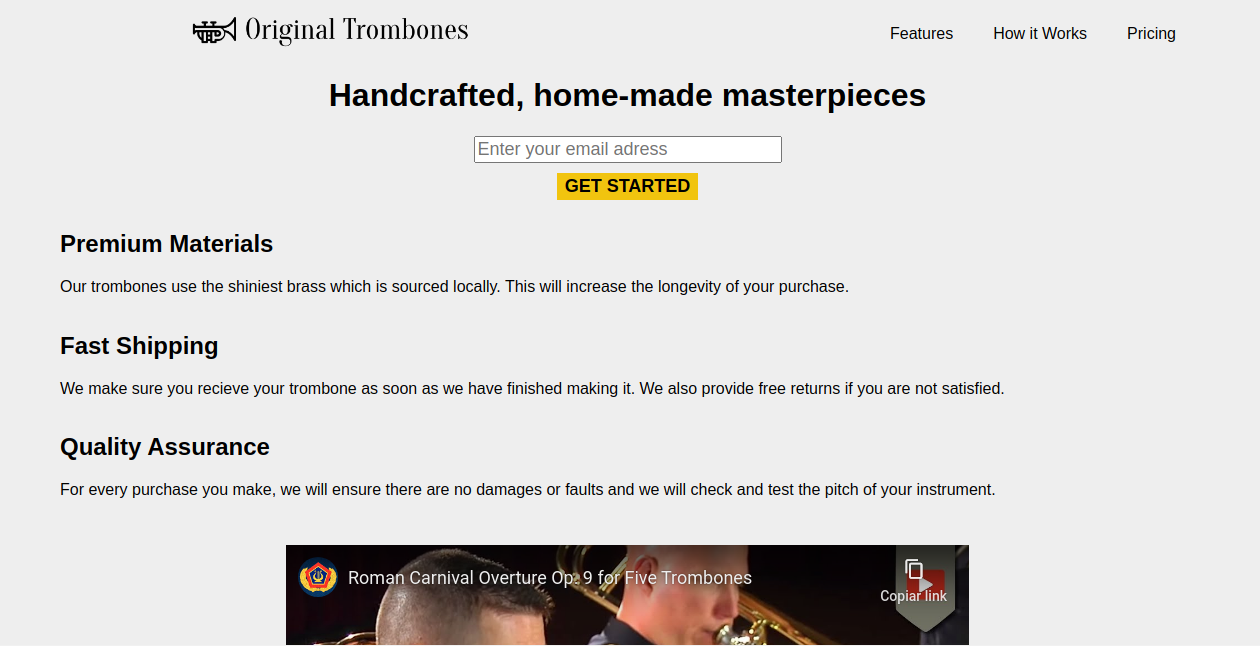 Original Trombones
Features
How it Works
Pricing
Handcrafted, home-made masterpieces
Enter your email adress
GET STARTED
Premium Materials
Our trombones use the shiniest brass which is sourced locally. This will increase the longevity of your purchase.
Fast Shipping
We make sure you recieve your trombone as soon as we have finished making it. We also provide free returns if you are not satisfied.
Quality Assurance
For every purchase you make, we will ensure there are no damages or faults and we will check and test the pitch of your instrument.
Roman Carnival Overture Op. 9 for Five Trombones
Copiar link